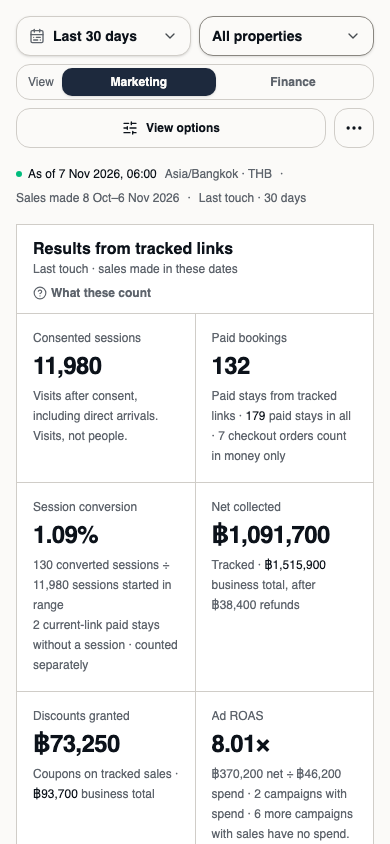 Last 30 days
All properties
View
Marketing
Finance
View options
As of 7 Nov 2026, 06:00 Asia/Bangkok · THB ·
Sales made 8 Oct–6 Nov 2026 · Last touch · 30 days
Results from tracked links
Last touch · sales made in these dates
What these count
Consented sessions
11,980
Visits after consent,
including direct arrivals.
Visits, not people.
Paid bookings
132
Paid stays from tracked
links · 179 paid stays in all
· 7 checkout orders count
in money only
Session conversion
1.09%
130 converted sessions ÷
11,980 sessions started in
range
2 current-link paid stays
without a session · counted
separately
Net collected
฿1,091,700
Tracked · ฿1,515,900
business total, after
฿38,400 refunds
Discounts granted
฿73,250
Coupons on tracked sales ·
฿93,700 business total
Ad ROAS
8.01×
฿370,200 net ÷ ฿46,200
spend · 2 campaigns with
spend · 6 more campaigns
with sales have no spend.